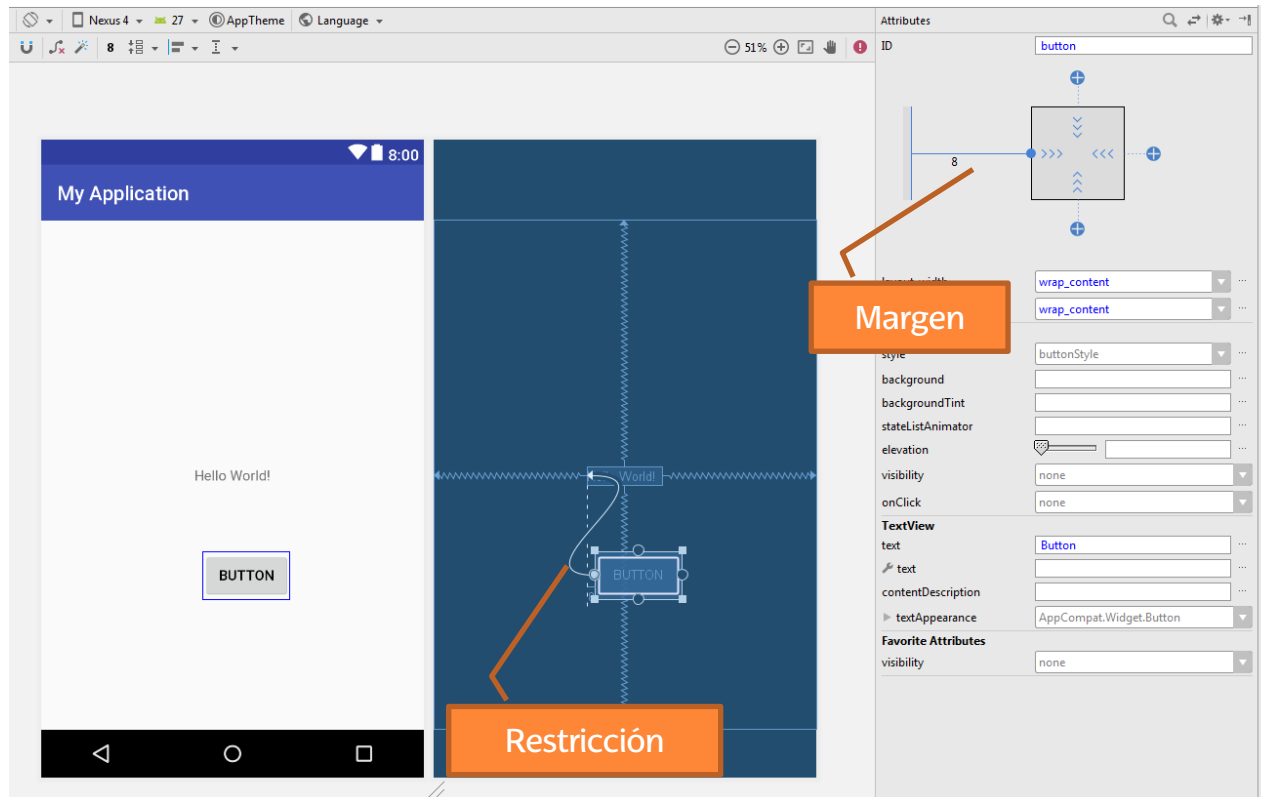 Nexus 4 27 AppTheme Language
8 51%
8:00
My Application
Hello World!
BUTTON
World!
BUTTON
Restricción
Attributes
ID button
8
Margen
wrap_content
wrap_content
style buttonStyle
background
backgroundTint
stateListAnimator
elevation
visibility none
onClick none
TextView
text Button
text
contentDescription
textAppearance AppCompat.Widget.Button
Favorite Attributes
visibility none